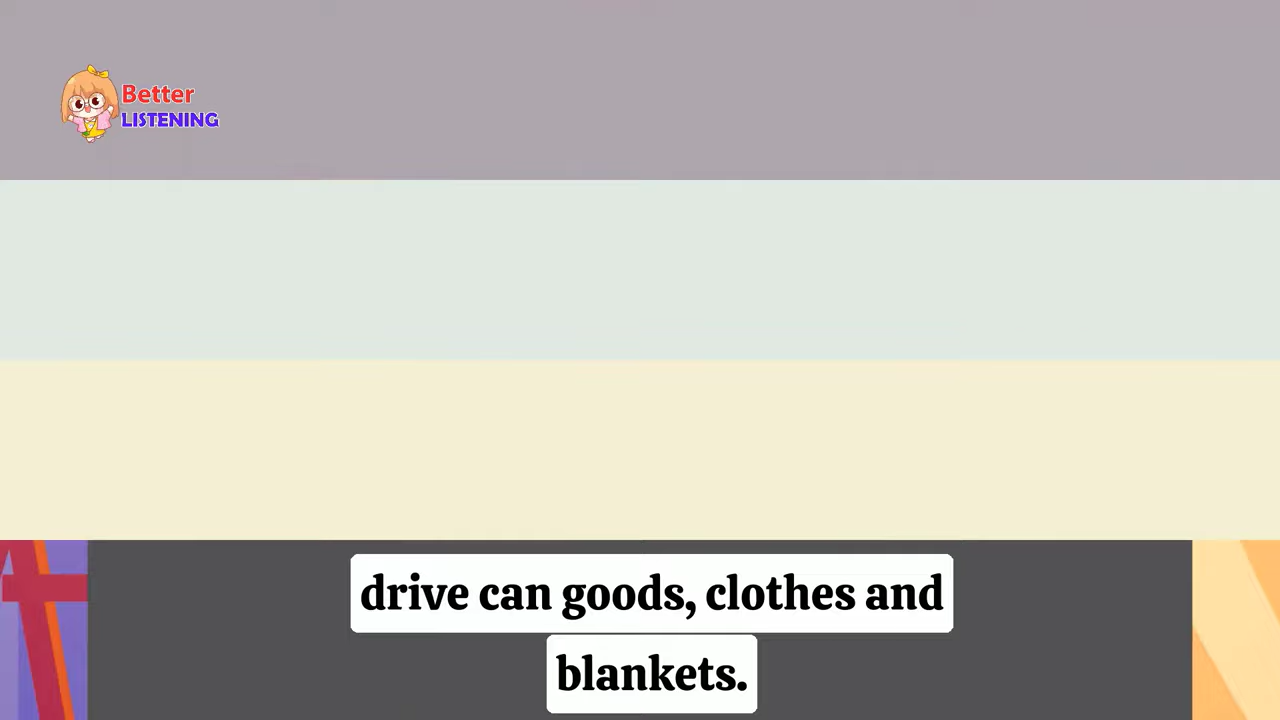 Better
LISTENING
drive can goods, clothes and
blankets.